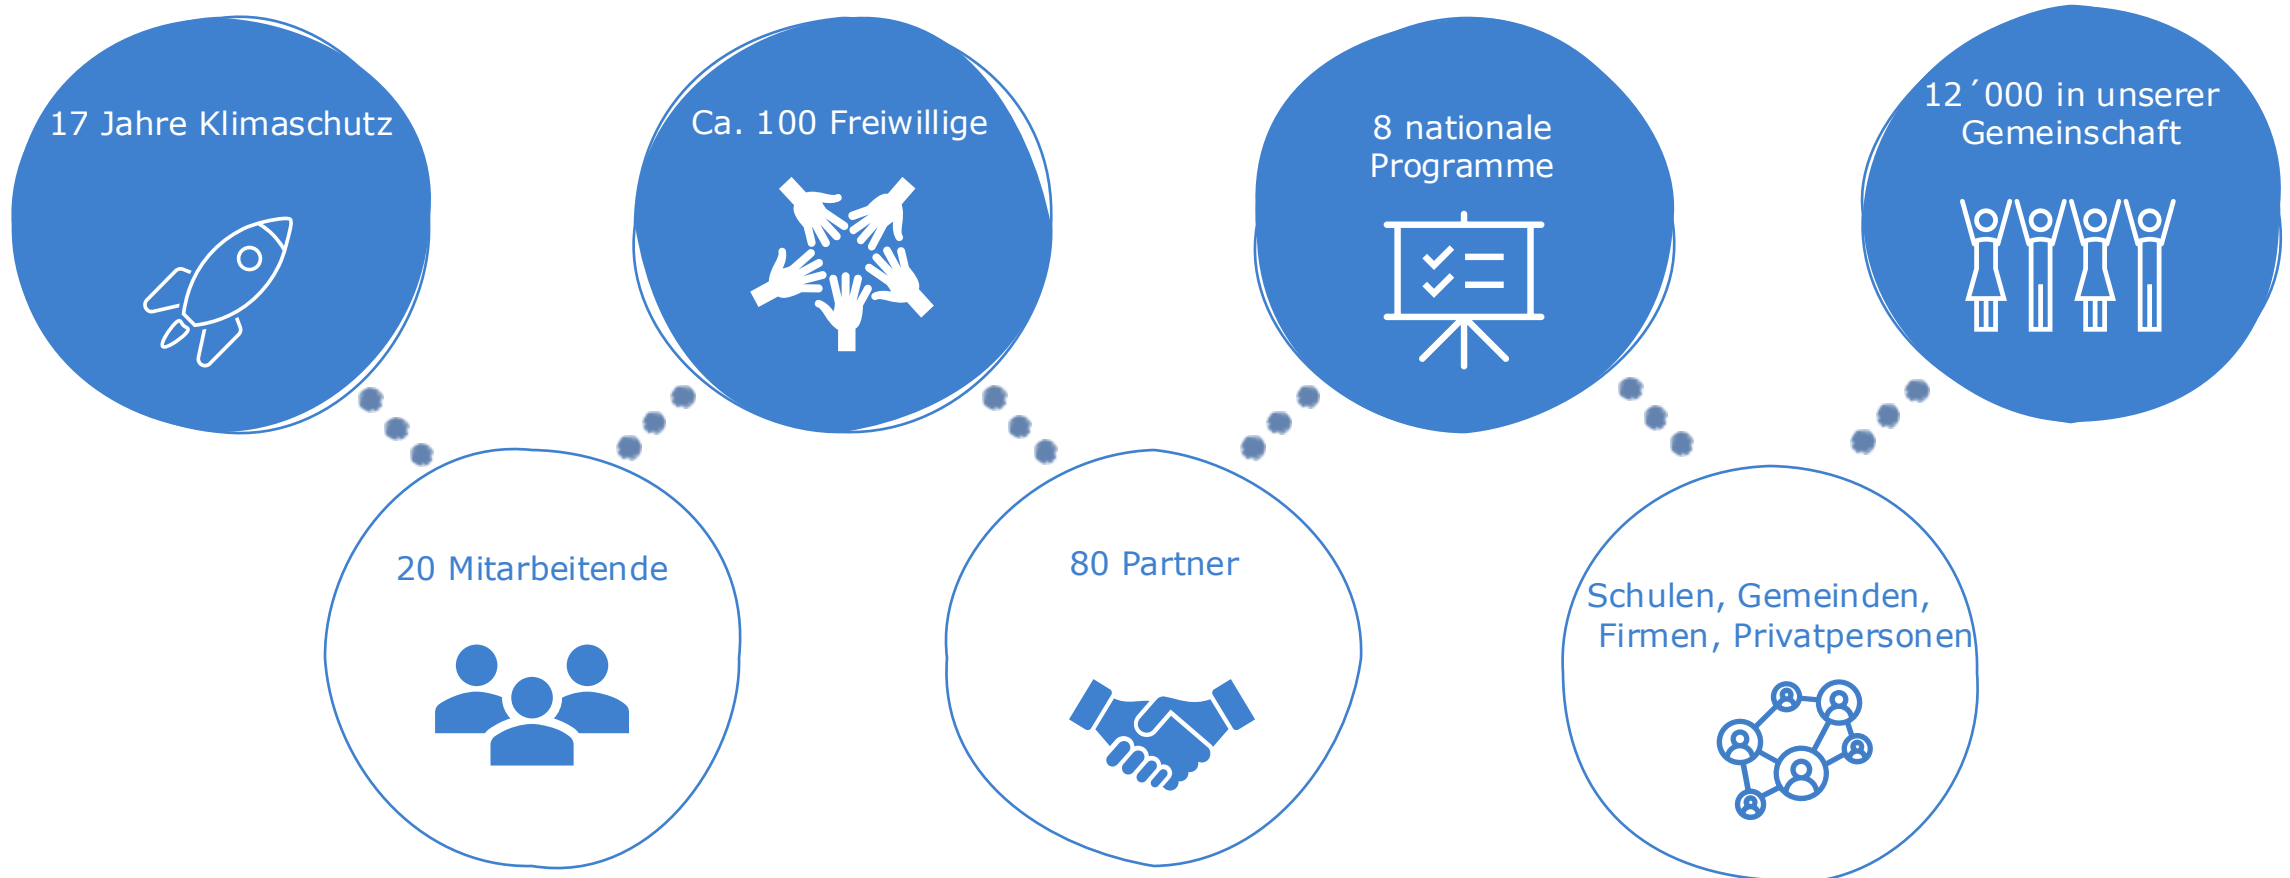 17 Jahre Klimaschutz
20 Mitarbeitende
Ca. 100 Freiwillige
80 Partner
8 nationale
Programme
Schulen, Gemeinden,
Firmen, Privatpersonen
12´000 in unserer
Gemeinschaft